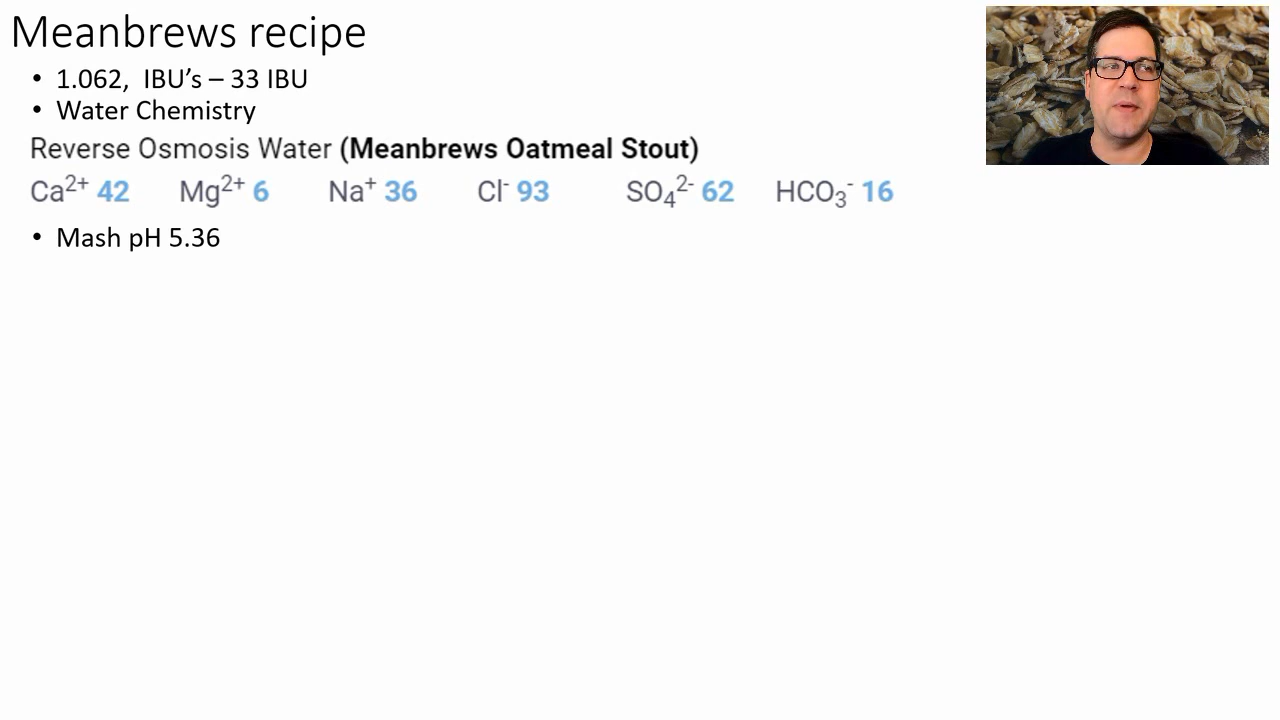 Meanbrews recipe
• 1.062, IBU’s – 33 IBU
• Water Chemistry
Reverse Osmosis Water (Meanbrews Oatmeal Stout)
Ca²⁺ 42 Mg²⁺ 6 Na⁺ 36 Cl⁻ 93 SO₄²⁻ 62 HCO₃⁻ 16
• Mash pH 5.36